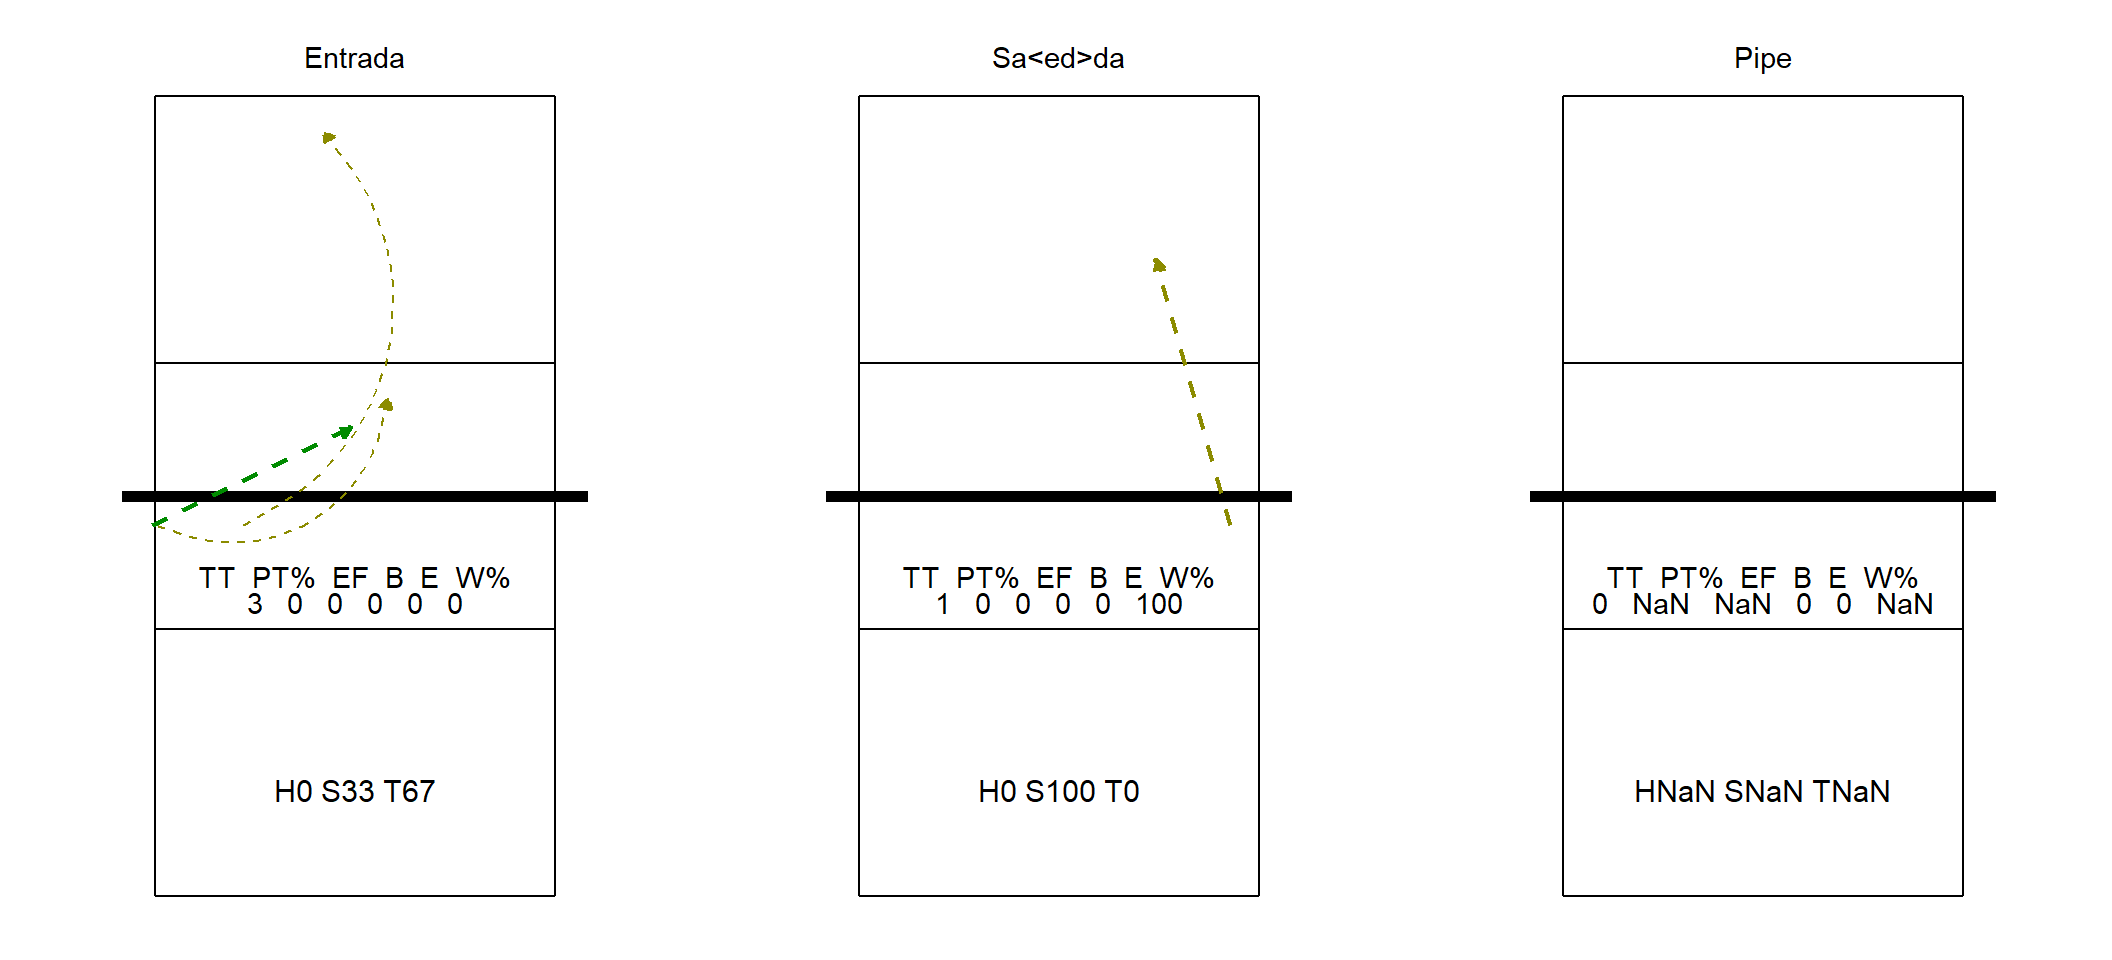 Entrada
TT PT% EF B E W%
3 0 0 0 0 0
H0 S33 T67
Sa<ed>da
TT PT% EF B E W%
1 0 0 0 0 100
H0 S100 T0
Pipe
TT PT% EF B E W%
0 NaN NaN 0 0 NaN
HNaN SNaN TNaN